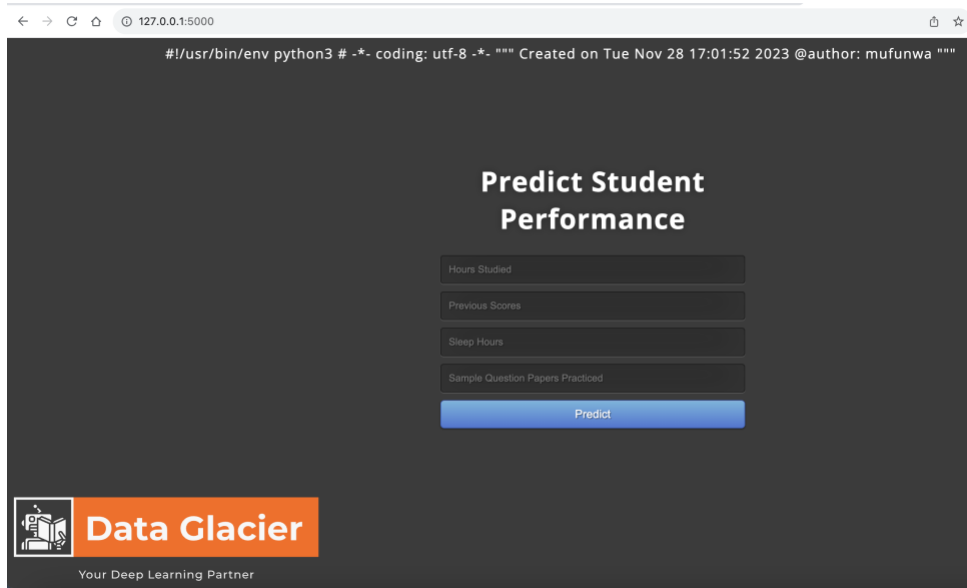 127.0.0.1:5000
#!/usr/bin/env python3 # -*- coding: utf-8 -*- """ Created on Tue Nov 28 17:01:52 2023 @author: mufunwa """
Predict Student
Performance
Hours Studied
Previous Scores
Sleep Hours
Sample Question Papers Practiced
Predict
Data Glacier
Your Deep Learning Partner